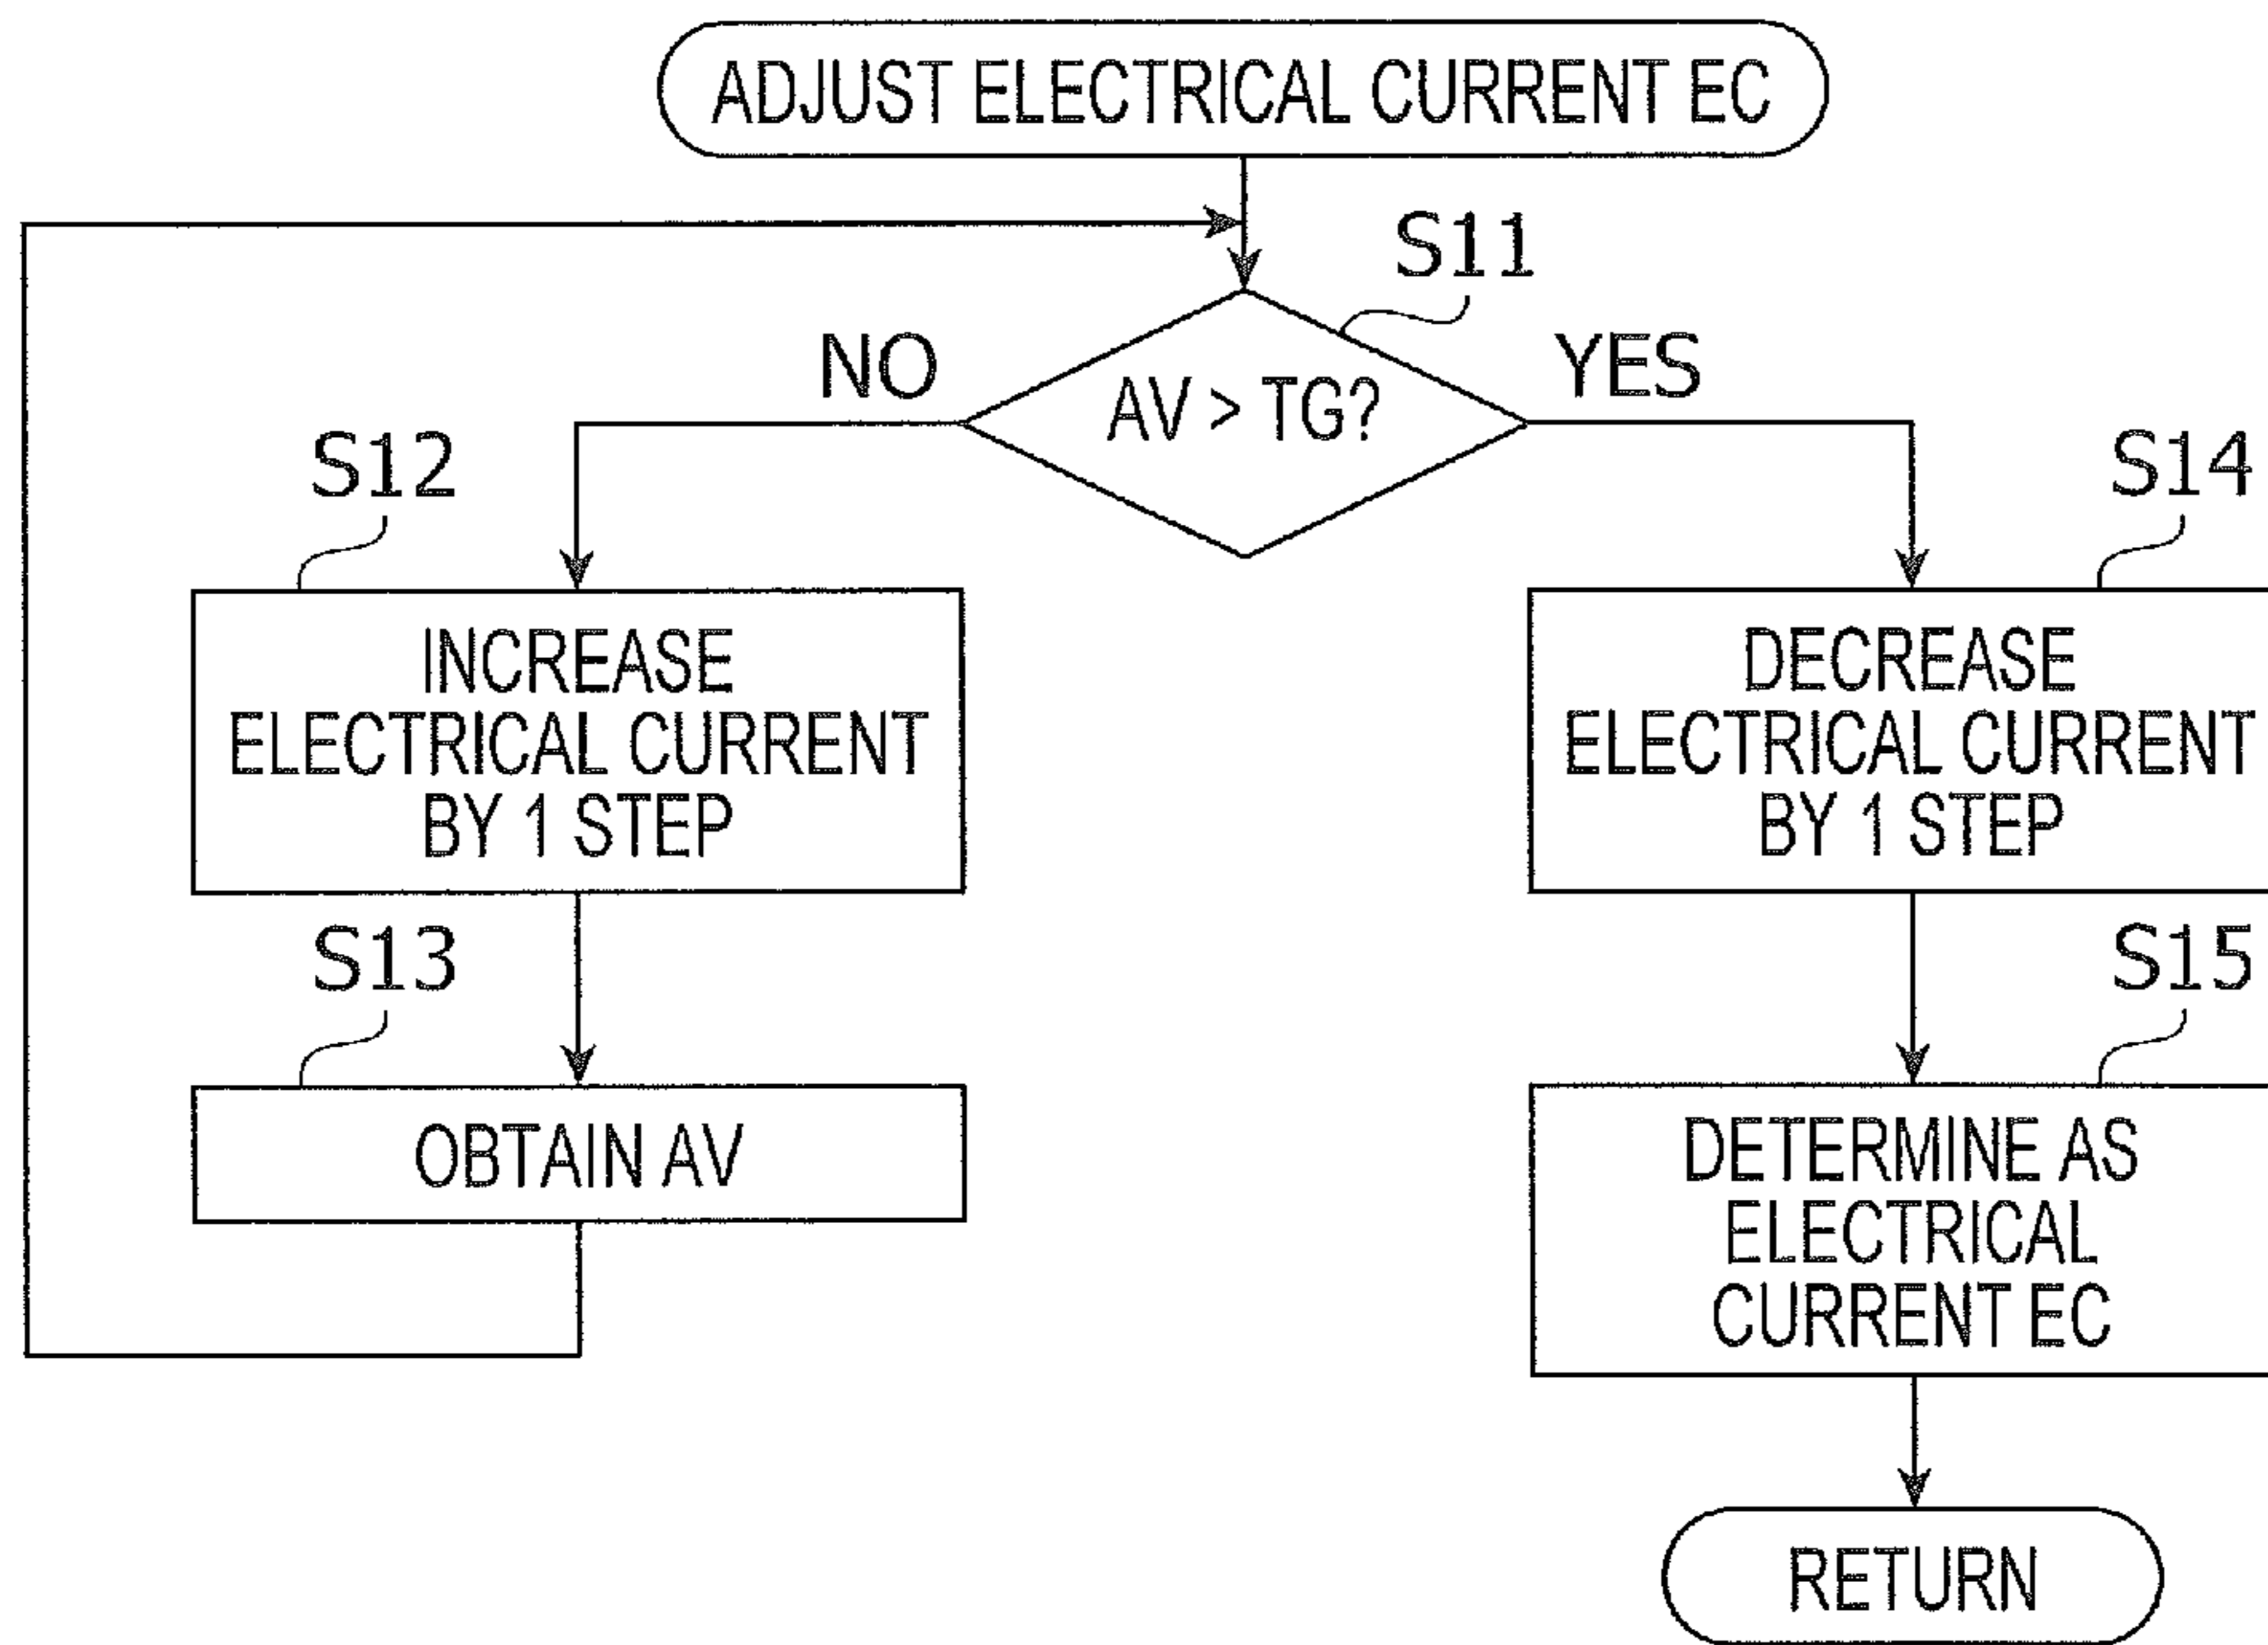 ADJUST ELECTRICAL CURRENT EC
S11
NO
YES
AV > TG?
S12
S14
INCREASE
ELECTRICAL CURRENT
BY 1 STEP
DECREASE
ELECTRICAL CURRENT
BY 1 STEP
S13
S15
OBTAIN AV
DETERMINE AS
ELECTRICAL
CURRENT EC
RETURN